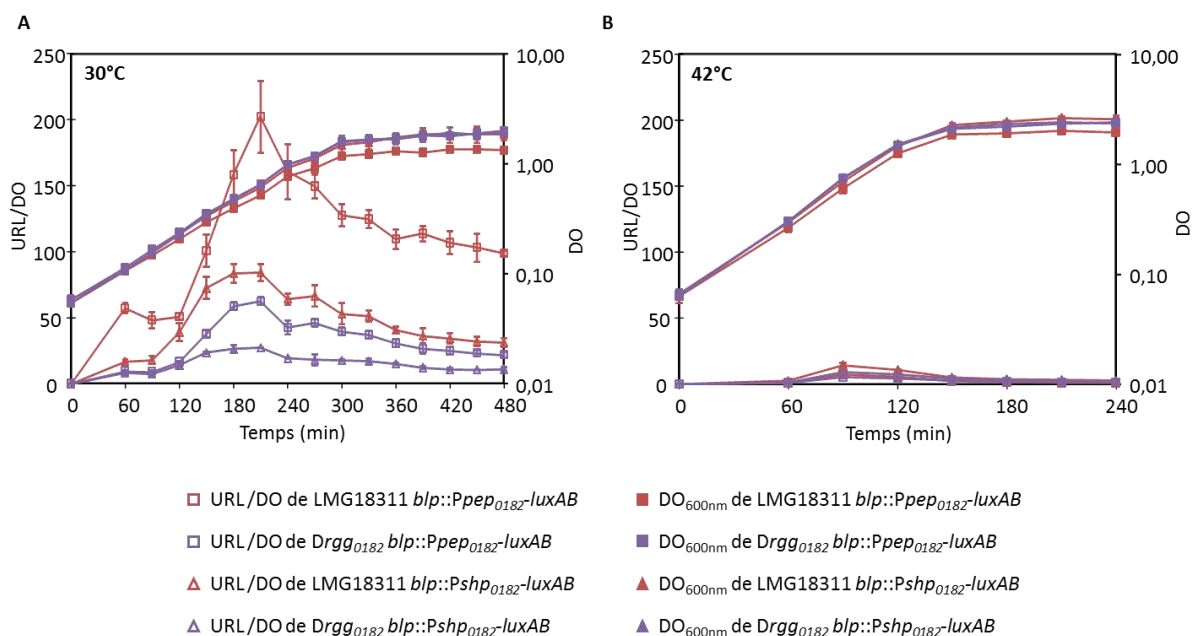 A
B
250
200
150
100
50
0
URL/DO
30°C
10,00
1,00
0,10
0,01
DO
0 60 120 180 240 300 360 420 480
Temps (min)
250
200
150
100
50
0
URL/DO
42°C
10,00
1,00
0,10
0,01
DO
0 60 120 180 240
Temps (min)
URL/DO de LMG18311 blp::Ppep0182-luxAB
URL/DO de Drgg0182 blp::Ppep0182-luxAB
URL/DO de LMG18311 blp::Pshp0182-luxAB
URL/DO de Drgg0182 blp::Pshp0182-luxAB
DO600nm de LMG18311 blp::Ppep0182-luxAB
DO600nm de Drgg0182 blp::Ppep0182-luxAB
DO600nm de LMG18311 blp::Pshp0182-luxAB
DO600nm de Drgg0182 blp::Pshp0182-luxAB